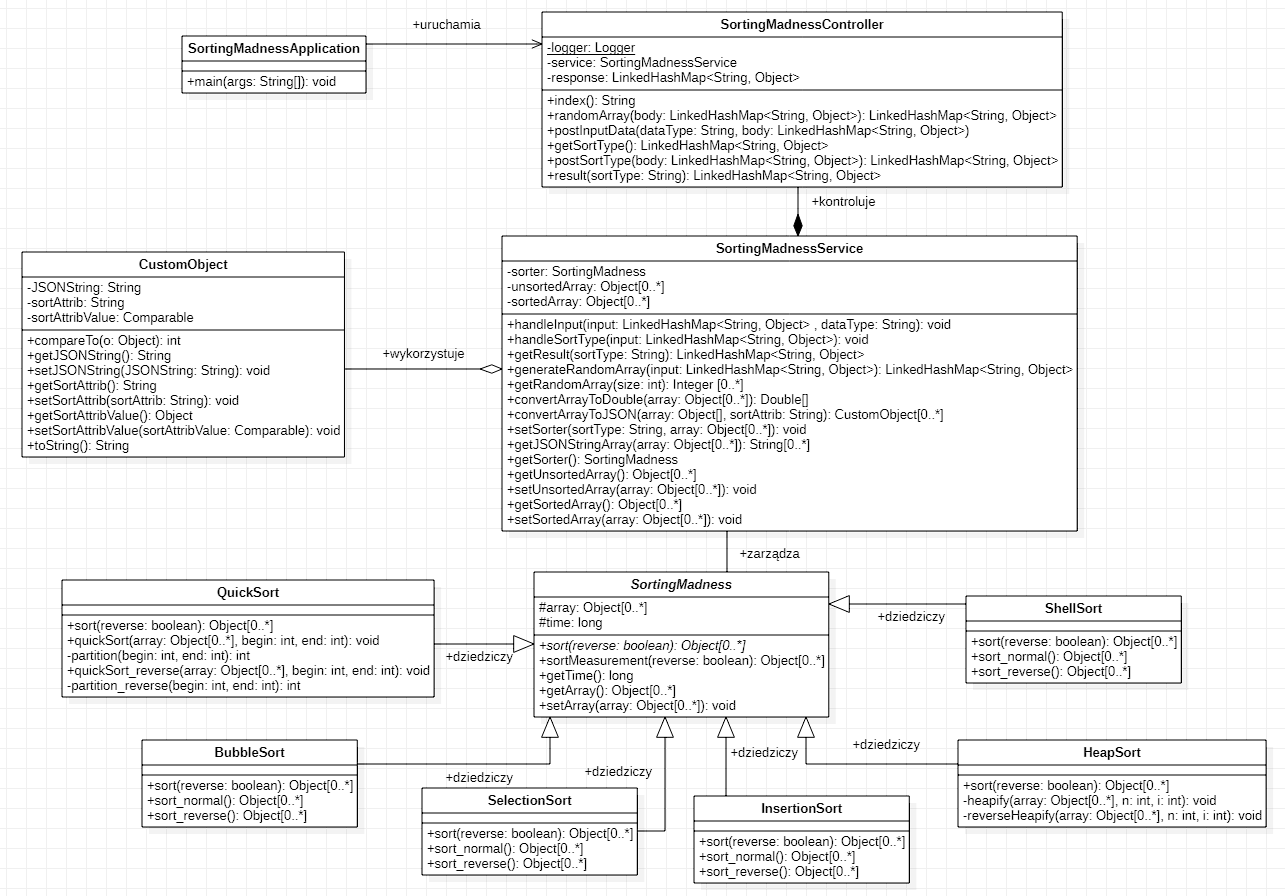 +uruchamia
SortingMadnessApplication
+main(args: String[]): void
SortingMadnessController
-logger: Logger
-service: SortingMadnessService
-response: LinkedHashMap<String, Object>
+index(): String
+randomArray(body: LinkedHashMap<String, Object>): LinkedHashMap<String, Object>
+postInputData(dataType: String, body: LinkedHashMap<String, Object>)
+getSortType(): LinkedHashMap<String, Object>
+postSortType(body: LinkedHashMap<String, Object>): LinkedHashMap<String, Object>
+result(sortType: String): LinkedHashMap<String, Object>
+kontroluje
CustomObject
-JSONString: String
-sortAttrib: String
-sortAttribValue: Comparable
+compareTo(o: Object): int
+getJSONString(): String
+setJSONString(JSONString: String): void
+getSortAttrib(): String
+setSortAttrib(sortAttrib: String): void
+getSortAttribValue(): Object
+setSortAttribValue(sortAttribValue: Comparable): void
+toString(): String
+wykorzystuje
SortingMadnessService
-sorter: SortingMadness
-unsortedArray: Object[0..*]
-sortedArray: Object[0..*]
+handleInput(input: LinkedHashMap<String, Object> , dataType: String): void
+handleSortType(input: LinkedHashMap<String, Object>): void
+getResult(sortType: String): LinkedHashMap<String, Object>
+generateRandomArray(input: LinkedHashMap<String, Object>): LinkedHashMap<String, Object>
+getRandomArray(size: int): Integer [0..*]
+convertArrayToDouble(array: Object[0..*]): Double[]
+convertArrayToJSON(array: Object[], sortAttrib: String): CustomObject[0..*]
+setSorter(sortType: String, array: Object[0..*]): void
+getJSONStringArray(array: Object[0..*]): String[0..*]
+getSorter(): SortingMadness
+getUnsortedArray(): Object[0..*]
+setUnsortedArray(array: Object[0..*]): void
+getSortedArray(): Object[0..*]
+setSortedArray(array: Object[0..*]): void
+zarządza
QuickSort
+sort(reverse: boolean): Object[0..*]
+quickSort(array: Object[0..*], begin: int, end: int): void
-partition(begin: int, end: int): int
+quickSort_reverse(array: Object[0..*], begin: int, end: int): void
-partition_reverse(begin: int, end: int): int
+dziedziczy
SortingMadness
#array: Object[0..*]
#time: long
+sort(reverse: boolean): Object[0..*]
+sortMeasurement(reverse: boolean): Object[0..*]
+getTime(): long
+getArray(): Object[0..*]
+setArray(array: Object[0..*]): void
+dziedziczy
ShellSort
+sort(reverse: boolean): Object[0..*]
+sort_normal(): Object[0..*]
+sort_reverse(): Object[0..*]
BubbleSort
+sort(reverse: boolean): Object[0..*]
+sort_normal(): Object[0..*]
+sort_reverse(): Object[0..*]
+dziedziczy
SelectionSort
+sort(reverse: boolean): Object[0..*]
+sort_normal(): Object[0..*]
+sort_reverse(): Object[0..*]
+dziedziczy
+dziedziczy
InsertionSort
+sort(reverse: boolean): Object[0..*]
+sort_normal(): Object[0..*]
+sort_reverse(): Object[0..*]
+dziedziczy
HeapSort
+sort(reverse: boolean): Object[0..*]
-heapify(array: Object[0..*], n: int, i: int): void
-reverseHeapify(array: Object[0..*], n: int, i: int): void